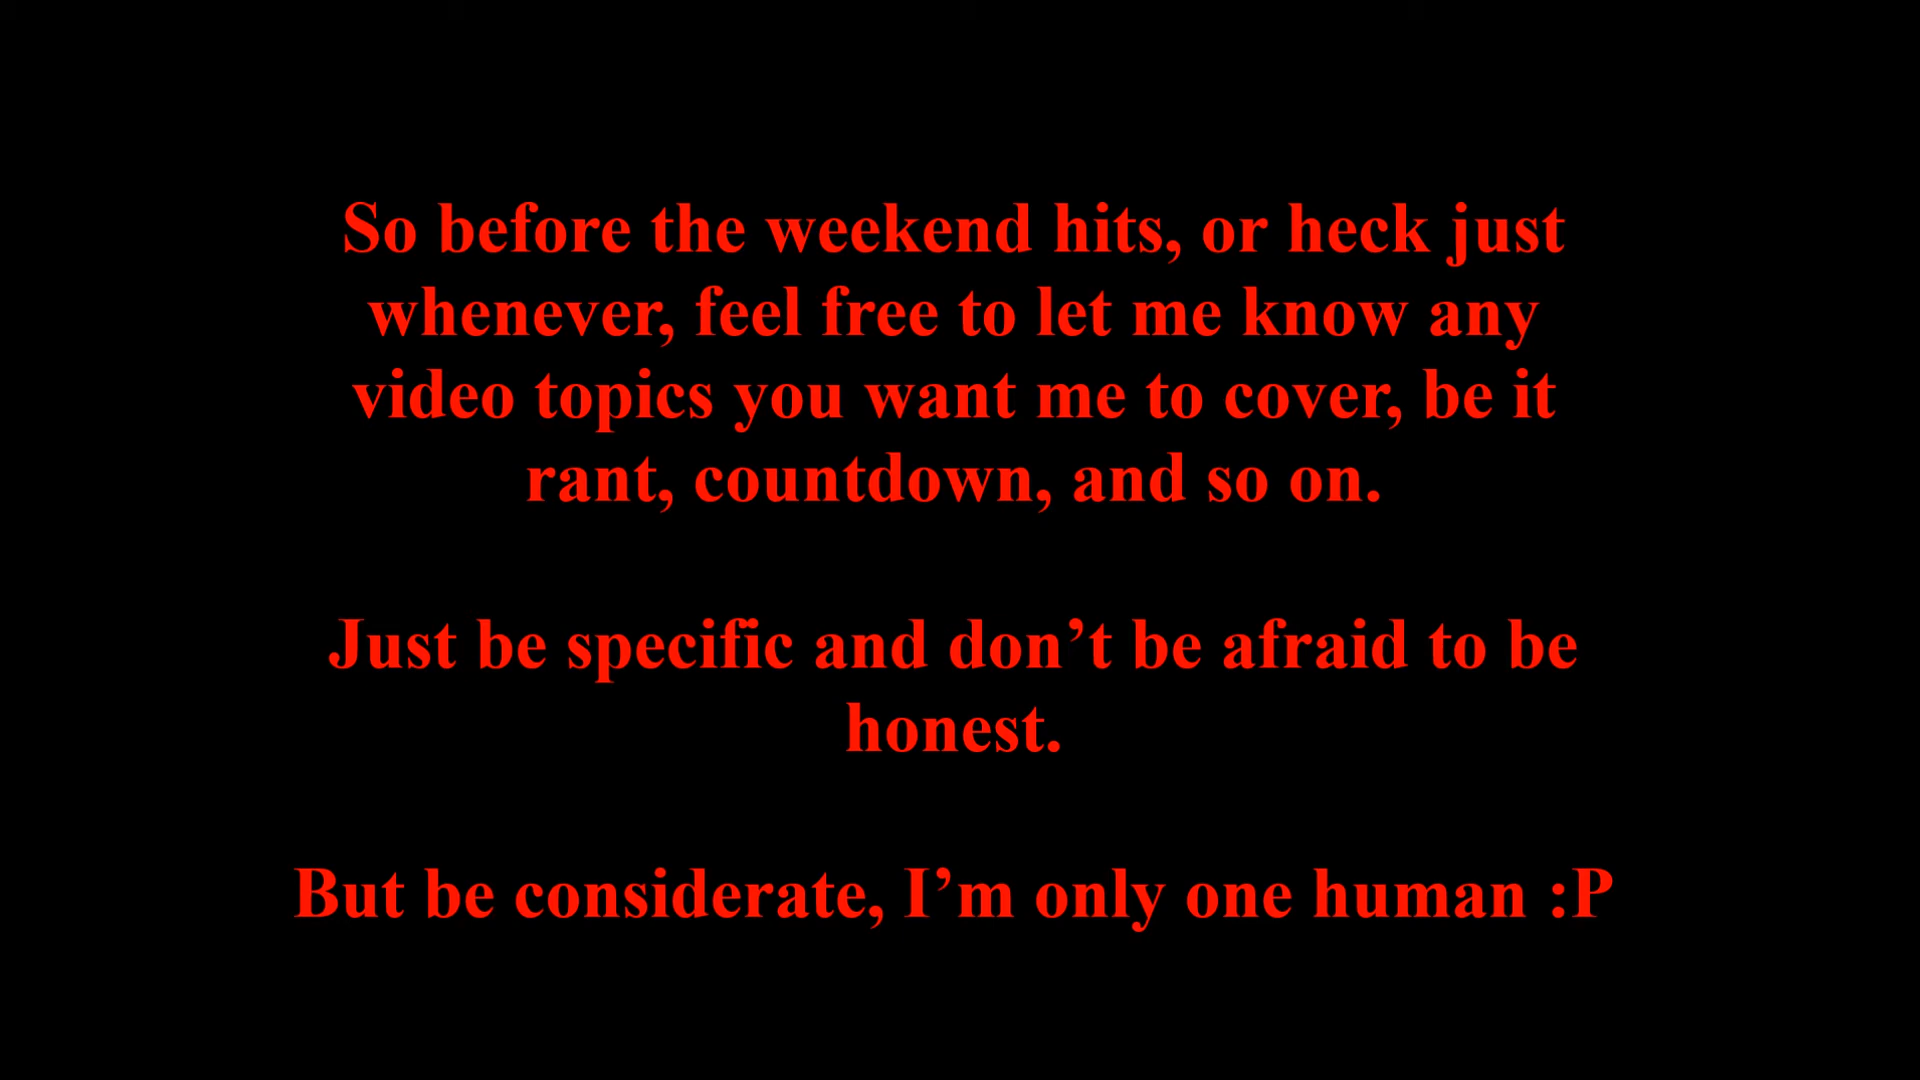 So before the weekend hits, or heck just
whenever, feel free to let me know any
video topics you want me to cover, be it
rant, countdown, and so on.
Just be specific and don’t be afraid to be
honest.
But be considerate, I’m only one human :P